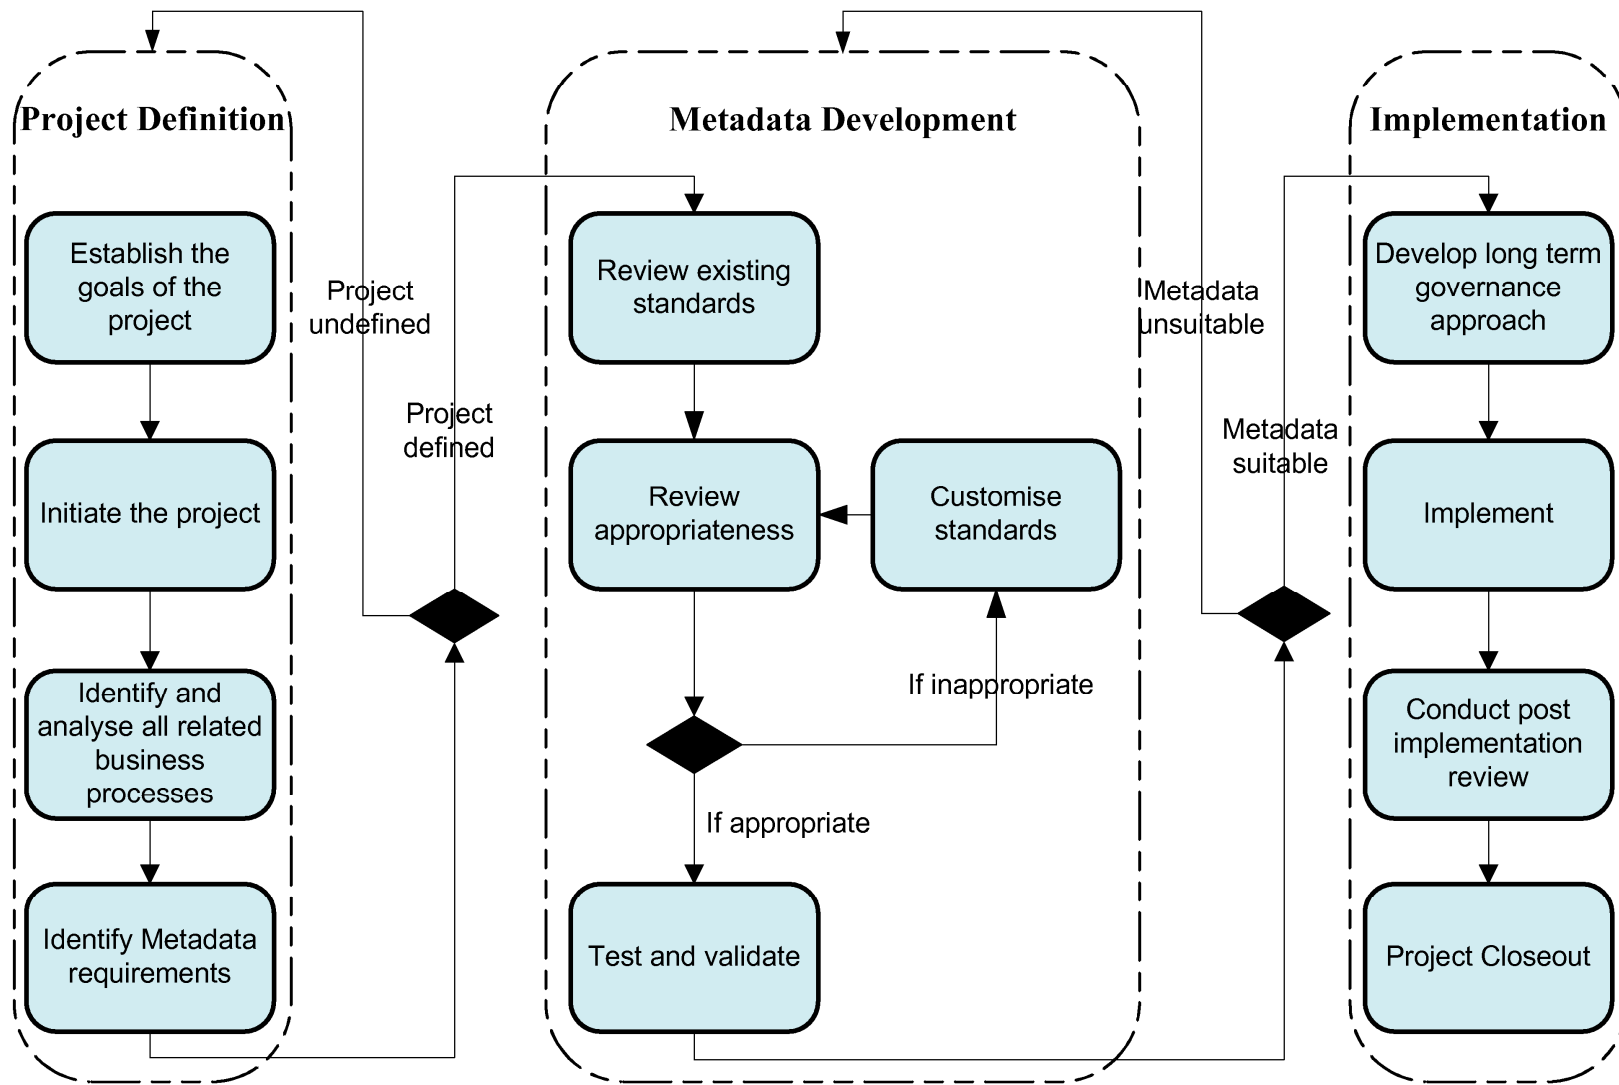 Project Definition
Establish the
goals of the
project
Initiate the project
Identify and
analyse all related
business
processes
Identify Metadata
requirements
Project
undefined
Project
defined
Metadata Development
Review existing
standards
Review
appropriateness
Customise
standards
If inappropriate
If appropriate
Test and validate
Metadata
unsuitable
Metadata
suitable
Implementation
Develop long term
governance
approach
Implement
Conduct post
implementation
review
Project Closeout